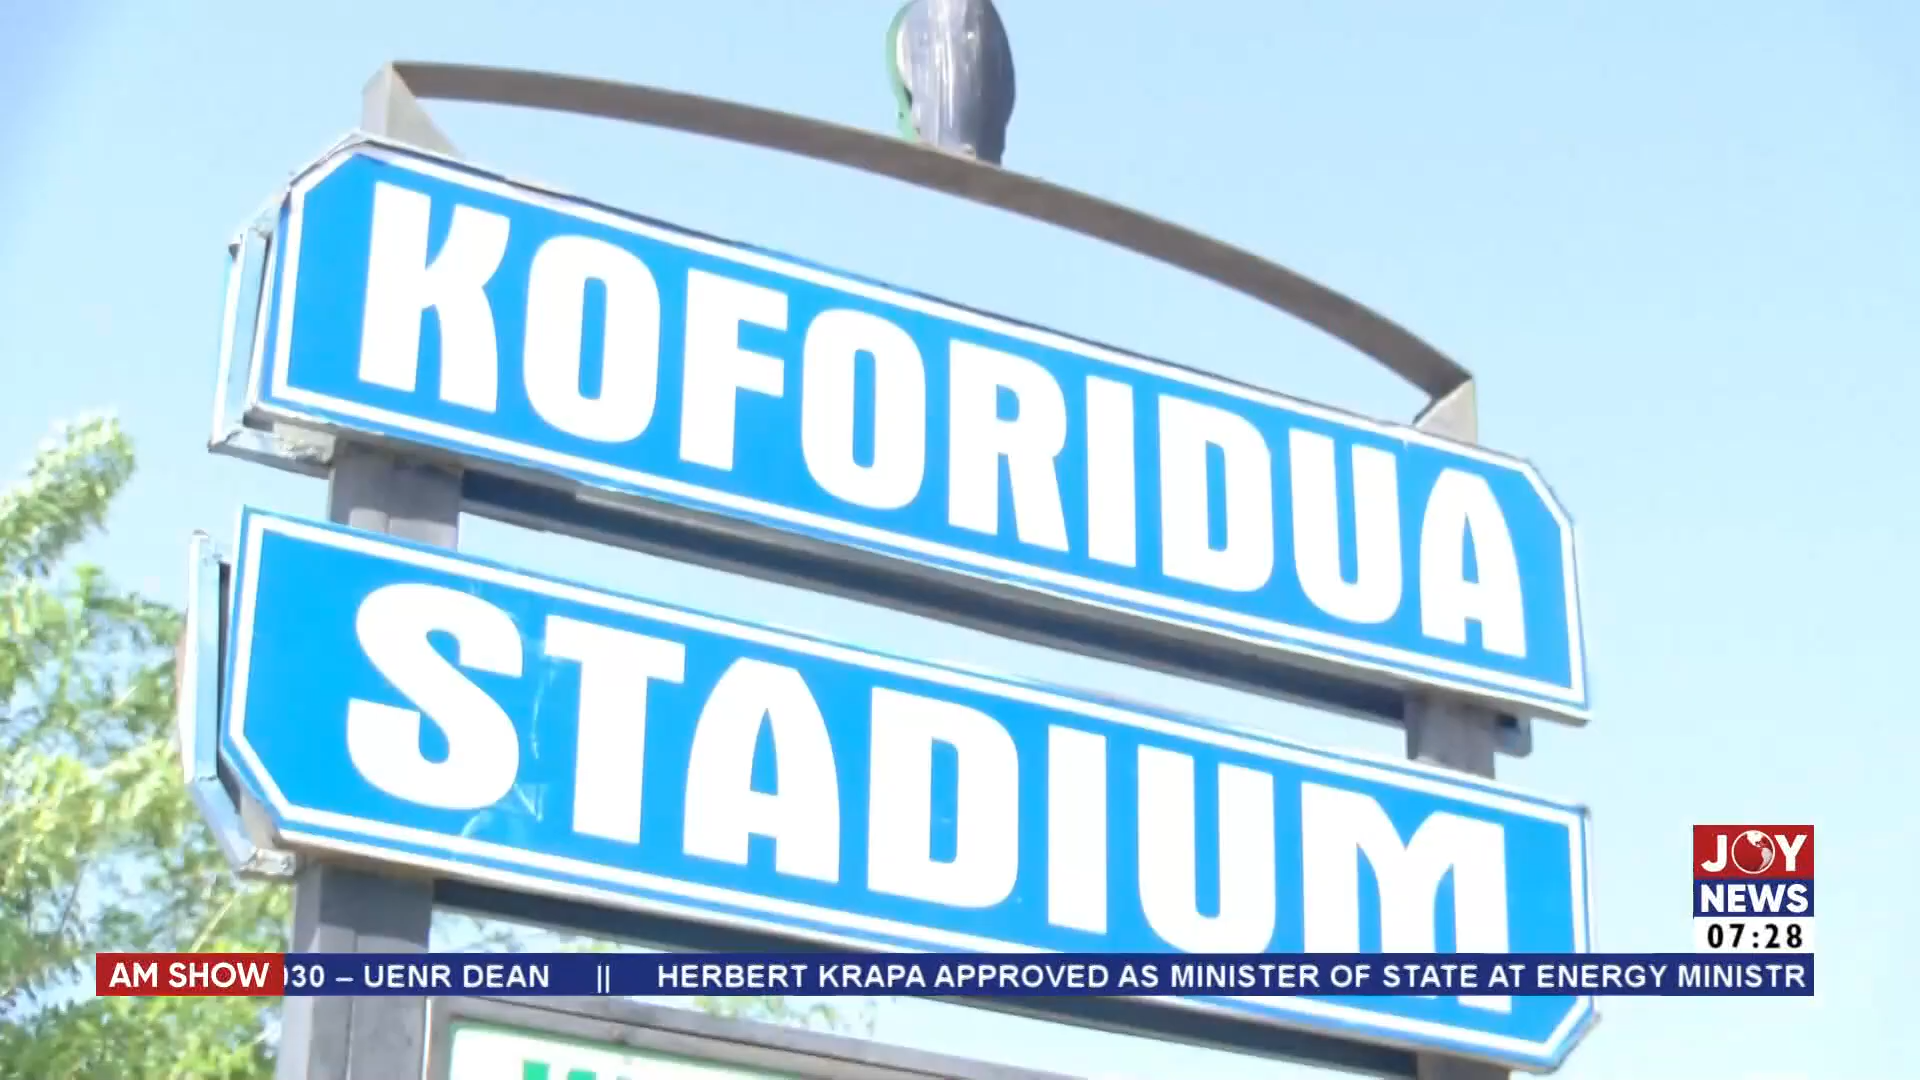 KOFORIDUA
STADIUM
JOY
NEWS
07:28
AM SHOW
030 – UENR DEAN || HERBERT KRAPA APPROVED AS MINISTER OF STATE AT ENERGY MINISTR